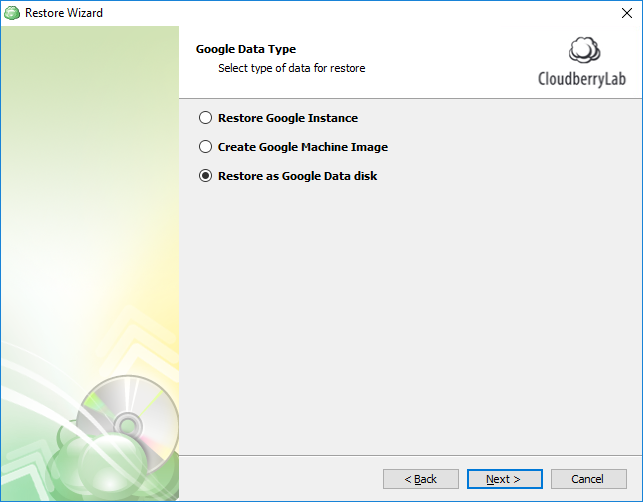 Restore Wizard
Google Data Type
Select type of data for restore
CloudberryLab
Restore Google Instance
Create Google Machine Image
Restore as Google Data disk
< Back
Next >
Cancel